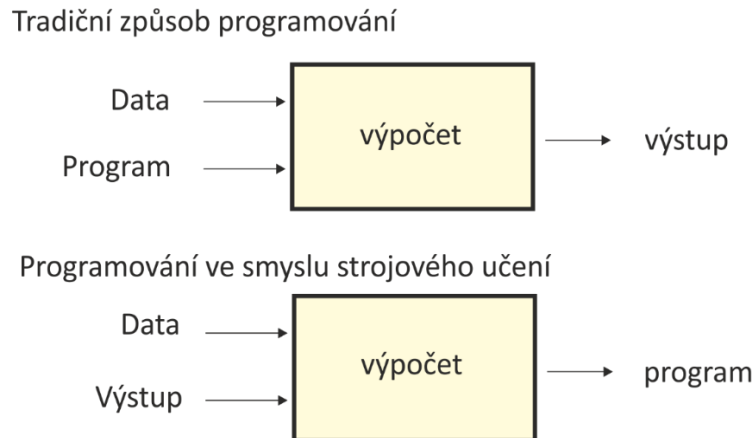 Tradiční způsob programování
Data
výpočet
výstup
Program
Programování ve smyslu strojového učení
Data
výpočet
program
Výstup